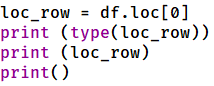 loc_row = df.loc[0]
print (type(loc_row))
print (loc_row)
print()